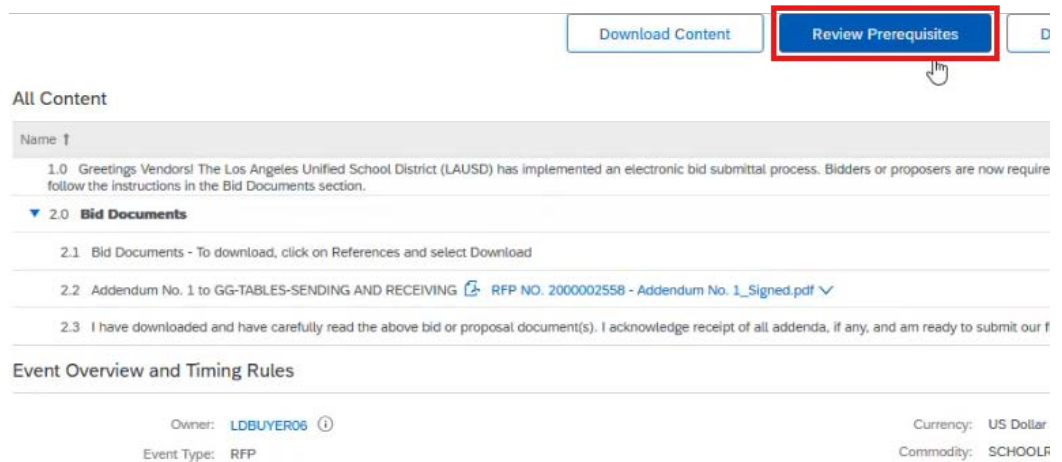 Download Content
Review Prerequisites
D
All Content
Name ↑
1.0 Greetings Vendors! The Los Angeles Unified School District (LAUSD) has implemented an electronic bid submittal process. Bidders or proposers are now require
follow the instructions in the Bid Documents section.
2.0 Bid Documents
2.1 Bid Documents - To download, click on References and select Download
2.2 Addendum No. 1 to GG-TABLES-SENDING AND RECEIVING RFP NO. 2000002558 - Addendum No. 1_Signed.pdf
2.3 I have downloaded and have carefully read the above bid or proposal document(s). I acknowledge receipt of all addenda, if any, and am ready to submit our f
Event Overview and Timing Rules
Owner: LDBUYER06
Currency: US Dollar
Event Type: RFP
Commodity: SCHOOLR